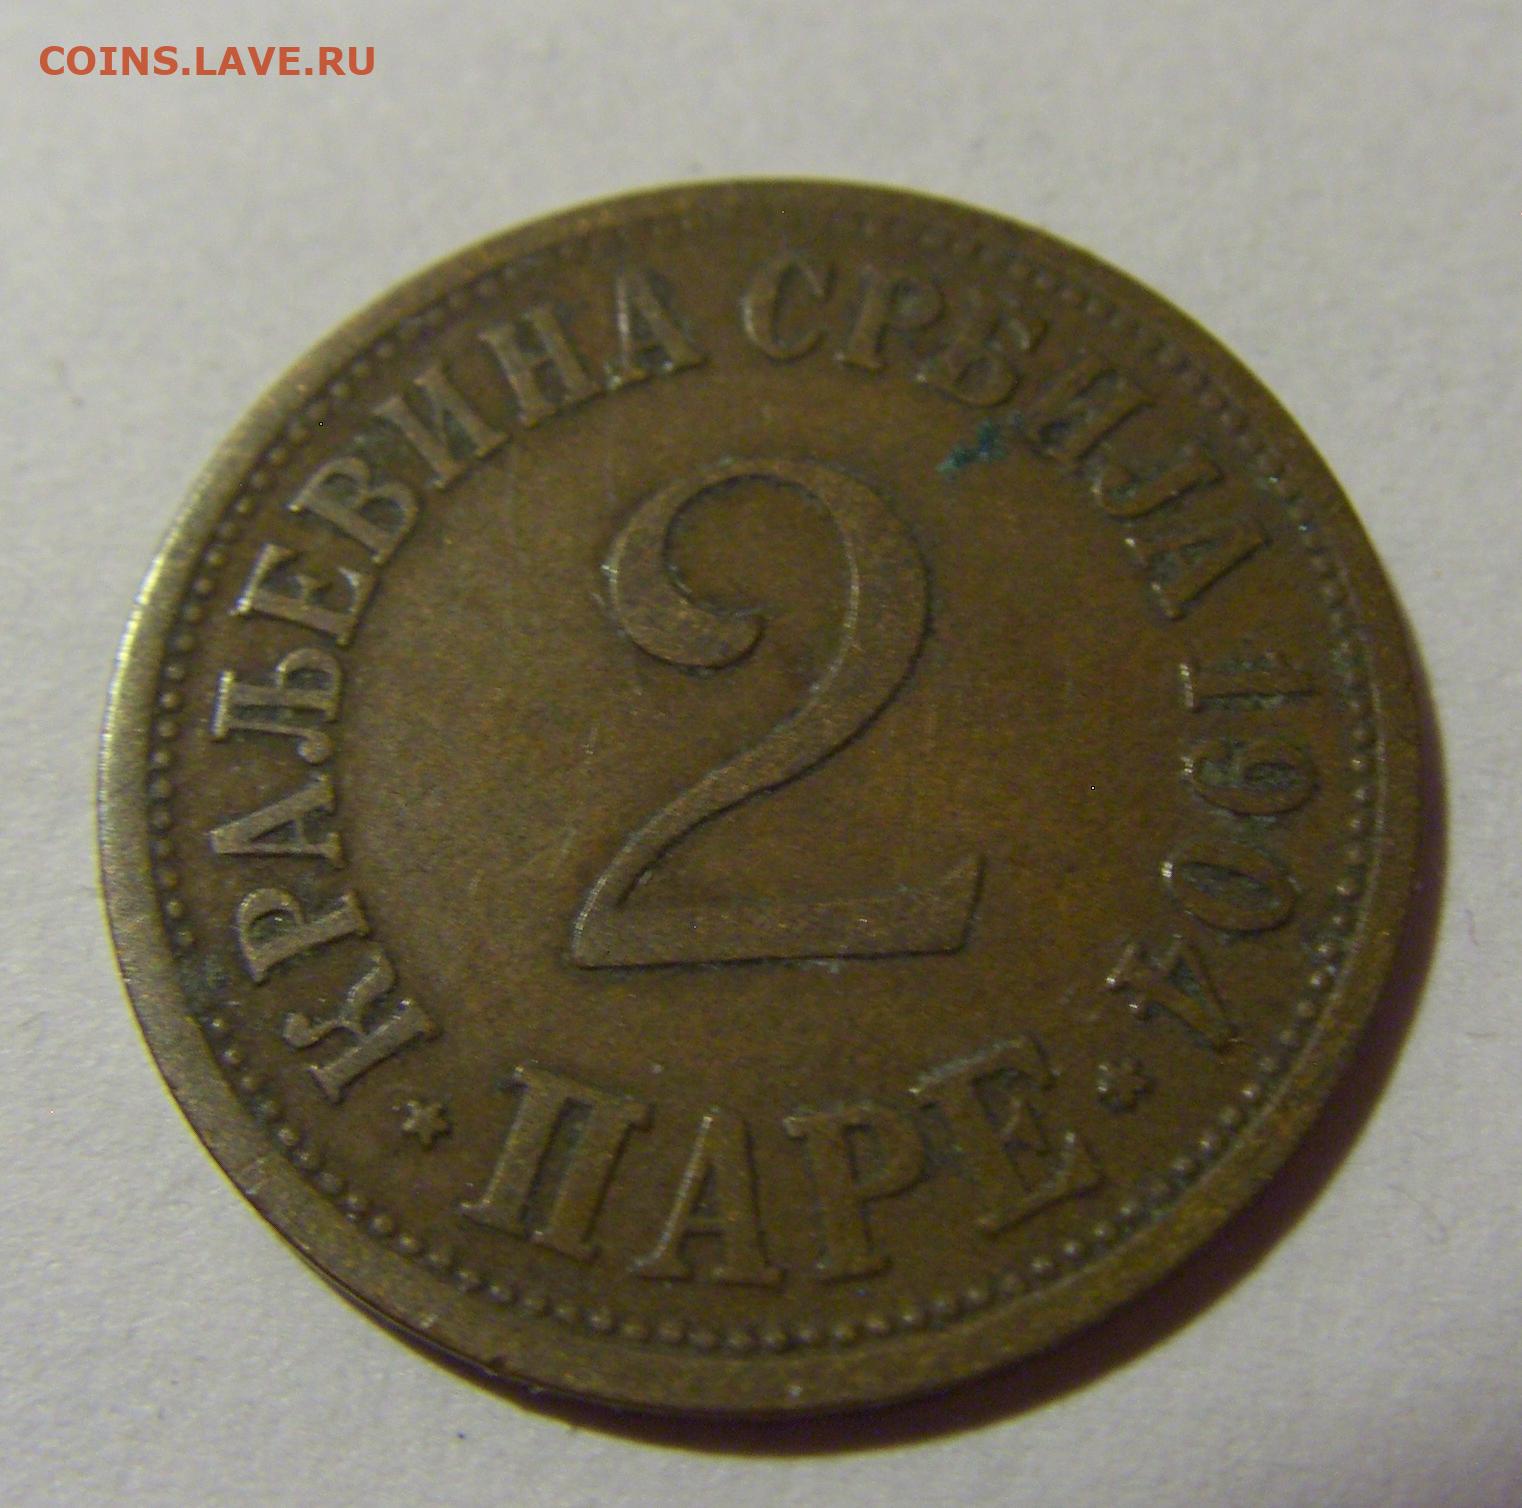 COINS.LAVE.RU
КРАЉЕВИНА СРБИЈА 1904
2
* ПАРЕ *